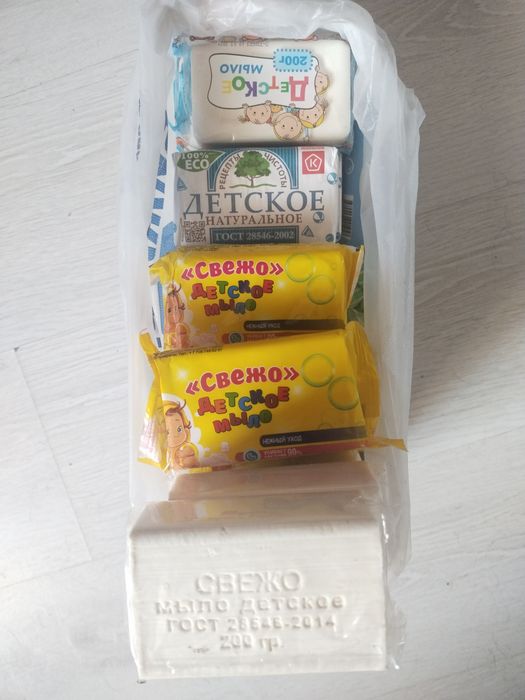 200г
ДЕТСКОЕ
МЫЛО
100%
ECO
РЕЦЕПТЫ ЧИСТОТЫ
К
ДЕТСКОЕ
НАТУРАЛЬНОЕ
ГОСТ 28546-2002
«СВЕЖО»
ДЕТСКОЕ
МЫЛО
НЕЖНЫЙ УХОД
«СВЕЖО»
ДЕТСКОЕ
МЫЛО
НЕЖНЫЙ УХОД
СВЕЖО
МЫЛО ДЕТСКОЕ
ГОСТ 28546-2014
200 гр.